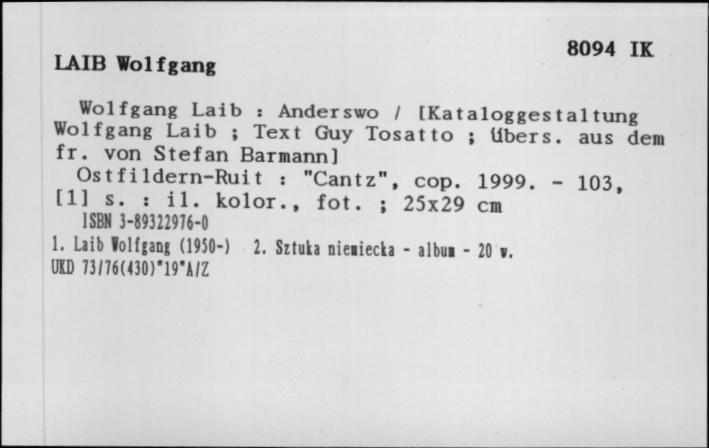 8094 IK
LAIB Wolfgang
Wolfgang Laib : Anderswo / [Kataloggestaltung
Wolfgang Laib ; Text Guy Tosatto ; Übers. aus dem
fr. von Stefan Barmann]
Ostfildern-Ruit : "Cantz", cop. 1999. - 103,
[1] s. : il. kolor., fot. ; 25x29 cm
ISBN 3-89322976-0
1. Laib Wolfgang (1950-) 2. Sztuka niemiecka - album - 20 w.
UKD 73/76(430)"19"A/Z